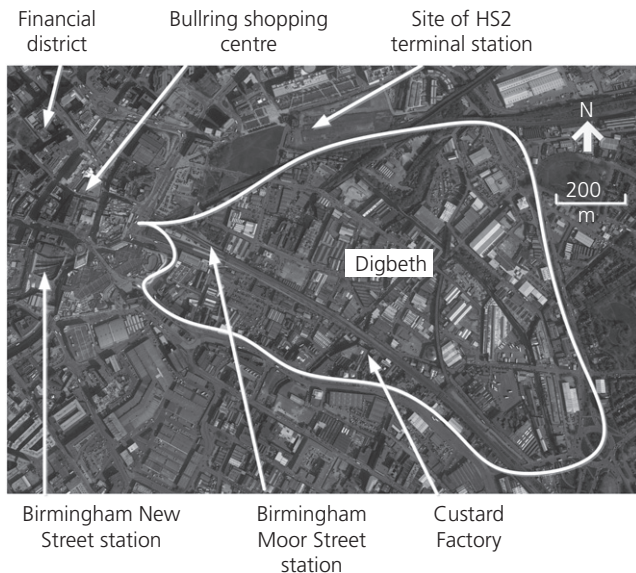 Financial
district
Bullring shopping
centre
Site of HS2
terminal station
N
200
m
Digbeth
Birmingham New
Street station
Birmingham
Moor Street
station
Custard
Factory